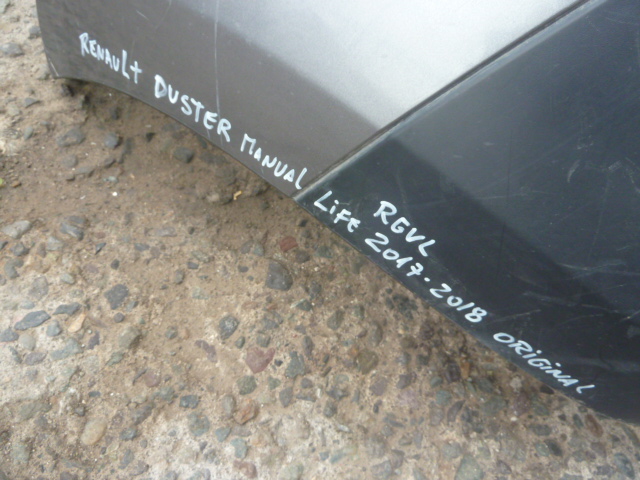 RENAULT DUSTER MANUAL
RGVL
LIFE 2017-2018 ORIGINAL